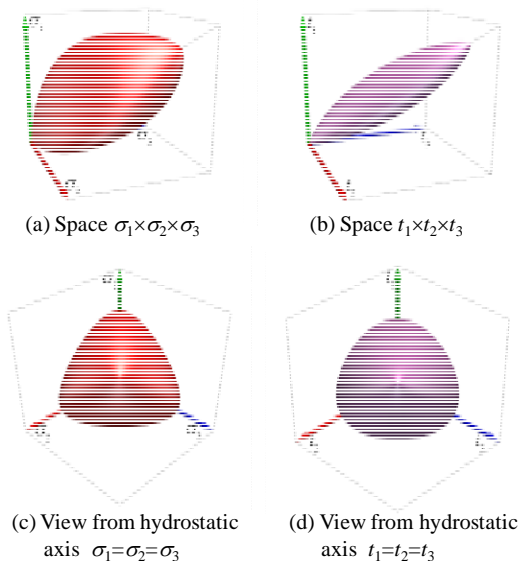 (a) Space σ₁×σ₂×σ₃
(b) Space t₁×t₂×t₃
(c) View from hydrostatic
axis σ₁=σ₂=σ₃
(d) View from hydrostatic
axis t₁=t₂=t₃